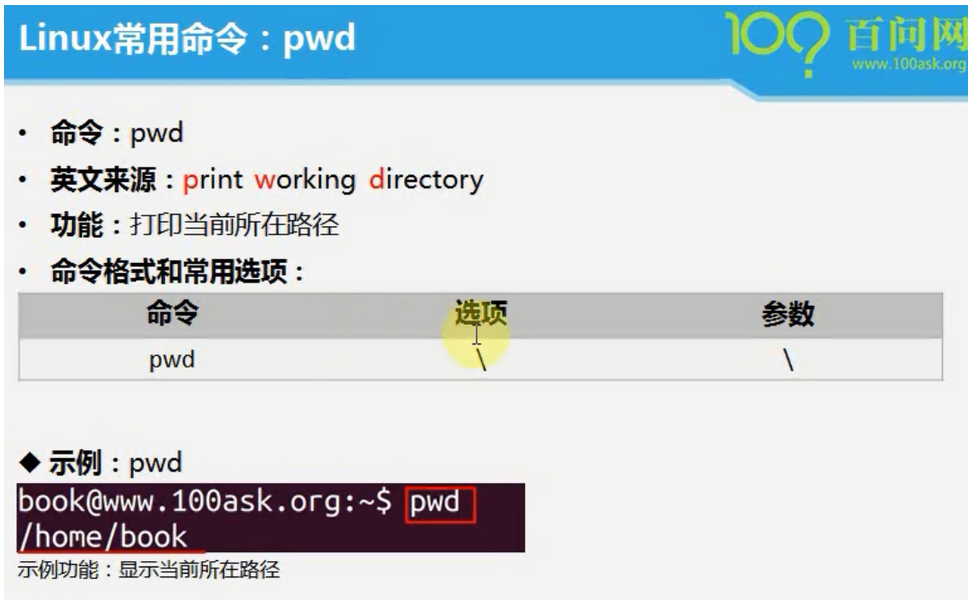 Linux常用命令：pwd
100?
百问网
www.100ask.org
• 命令：pwd
• 英文来源：print working directory
• 功能：打印当前所在路径
• 命令格式和常用选项：
命令 选项 参数
pwd \ \
◆ 示例：pwd
book@www.100ask.org:~$ pwd
/home/book
示例功能：显示当前所在路径